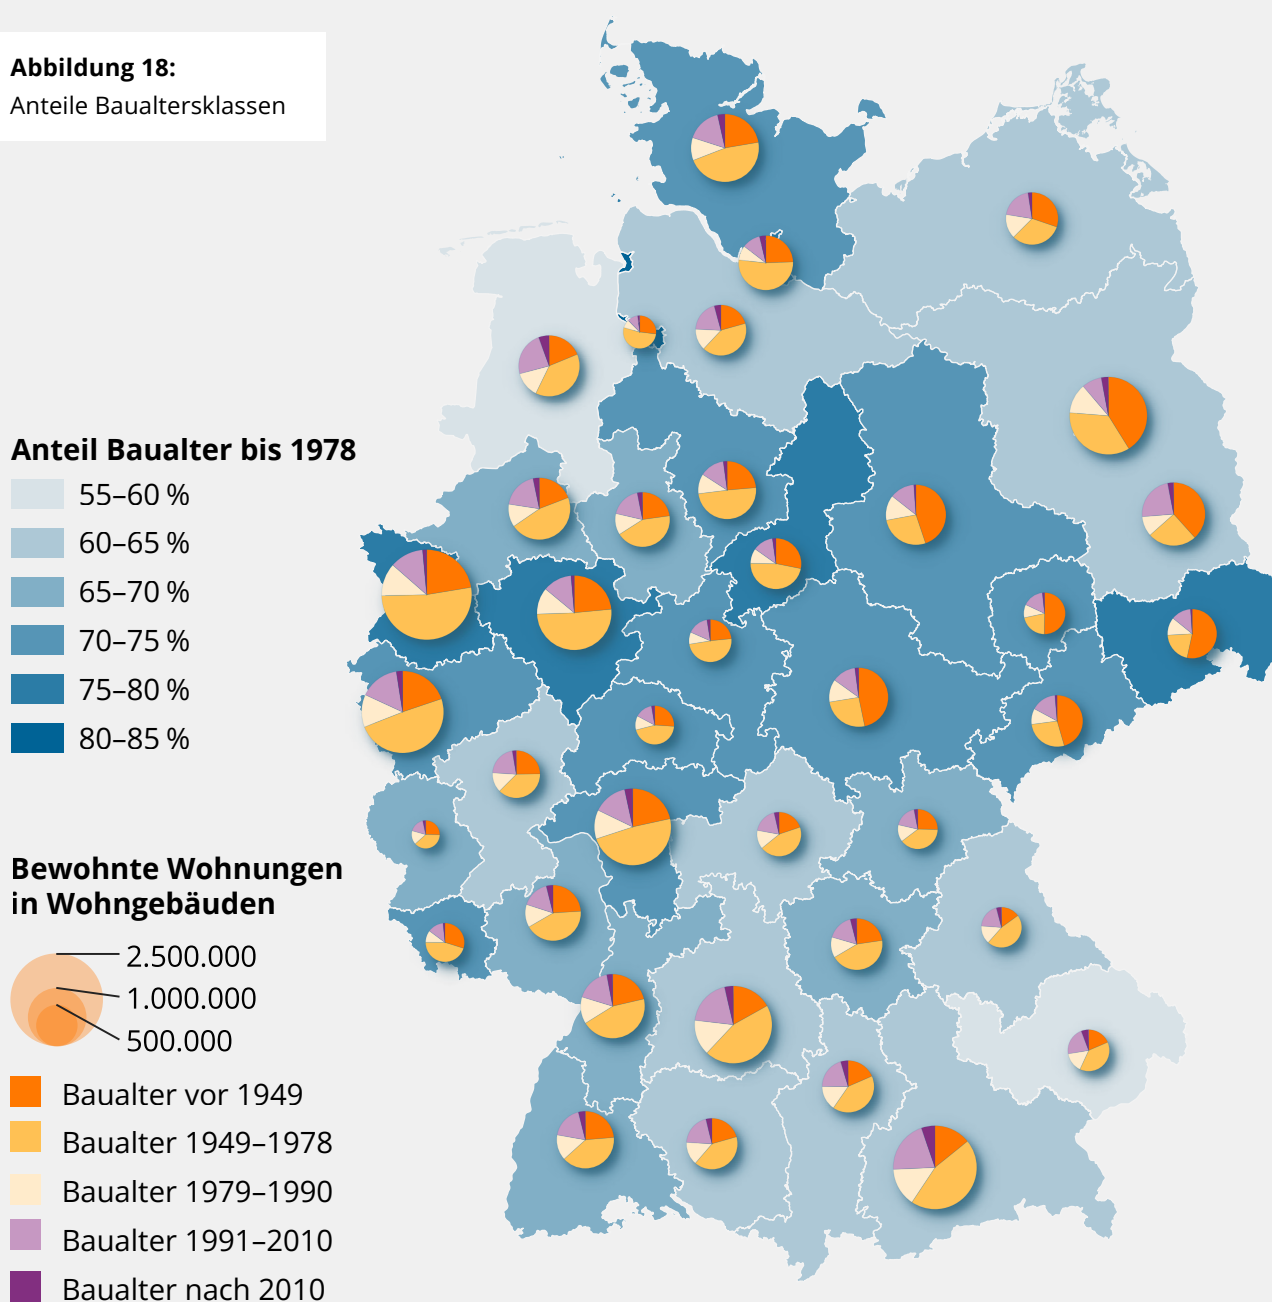 Abbildung 18:
Anteile Baualtersklassen
Anteil Baualter bis 1978
55–60 %
60–65 %
65–70 %
70–75 %
75–80 %
80–85 %
Bewohnte Wohnungen
in Wohngebäuden
2.500.000
1.000.000
500.000
Baualter vor 1949
Baualter 1949–1978
Baualter 1979–1990
Baualter 1991–2010
Baualter nach 2010